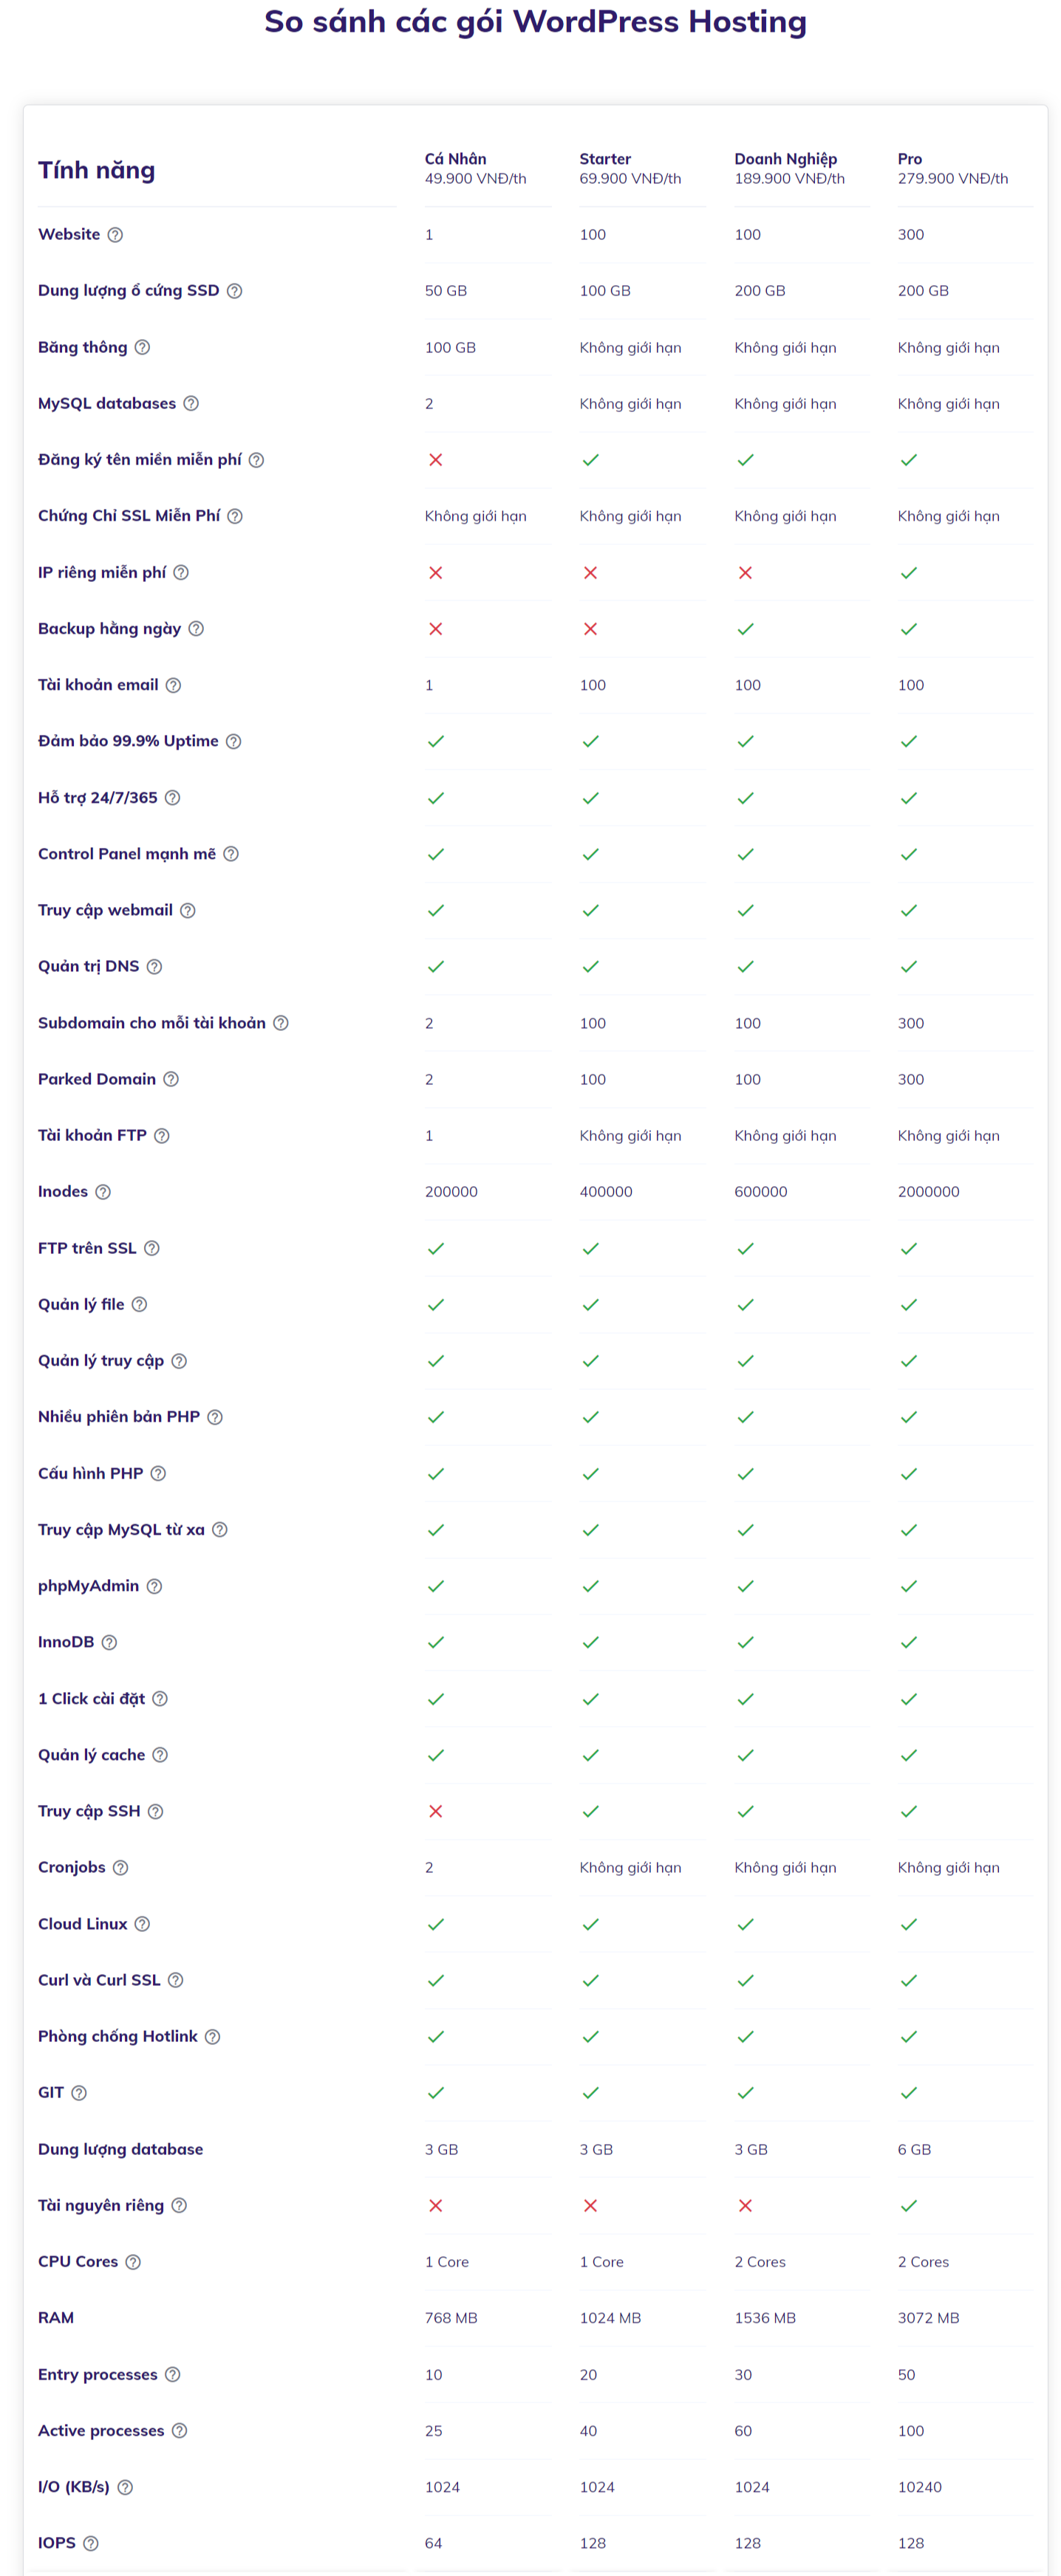 So sánh các gói WordPress Hosting
Tính năng
Cá Nhân
49.900 VNĐ/th
Starter
69.900 VNĐ/th
Doanh Nghiệp
189.900 VNĐ/th
Pro
279.900 VNĐ/th
Website 1 100 100 300
Dung lượng ổ cứng SSD 50 GB 100 GB 200 GB 200 GB
Băng thông 100 GB Không giới hạn Không giới hạn Không giới hạn
MySQL databases 2 Không giới hạn Không giới hạn Không giới hạn
Đăng ký tên miền miễn phí
Chứng Chỉ SSL Miễn Phí Không giới hạn Không giới hạn Không giới hạn Không giới hạn
IP riêng miễn phí
Backup hằng ngày
Tài khoản email 1 100 100 100
Đảm bảo 99.9% Uptime
Hỗ trợ 24/7/365
Control Panel mạnh mẽ
Truy cập webmail
Quản trị DNS
Subdomain cho mỗi tài khoản 2 100 100 300
Parked Domain 2 100 100 300
Tài khoản FTP 1 Không giới hạn Không giới hạn Không giới hạn
Inodes 200000 400000 600000 2000000
FTP trên SSL
Quản lý file
Quản lý truy cập
Nhiều phiên bản PHP
Cấu hình PHP
Truy cập MySQL từ xa
phpMyAdmin
InnoDB
1 Click cài đặt
Quản lý cache
Truy cập SSH
Cronjobs 2 Không giới hạn Không giới hạn Không giới hạn
Cloud Linux
Curl và Curl SSL
Phòng chống Hotlink
GIT
Dung lượng database 3 GB 3 GB 3 GB 6 GB
Tài nguyên riêng
CPU Cores 1 Core 1 Core 2 Cores 2 Cores
RAM 768 MB 1024 MB 1536 MB 3072 MB
Entry processes 10 20 30 50
Active processes 25 40 60 100
I/O (KB/s) 1024 1024 1024 10240
IOPS 64 128 128 128